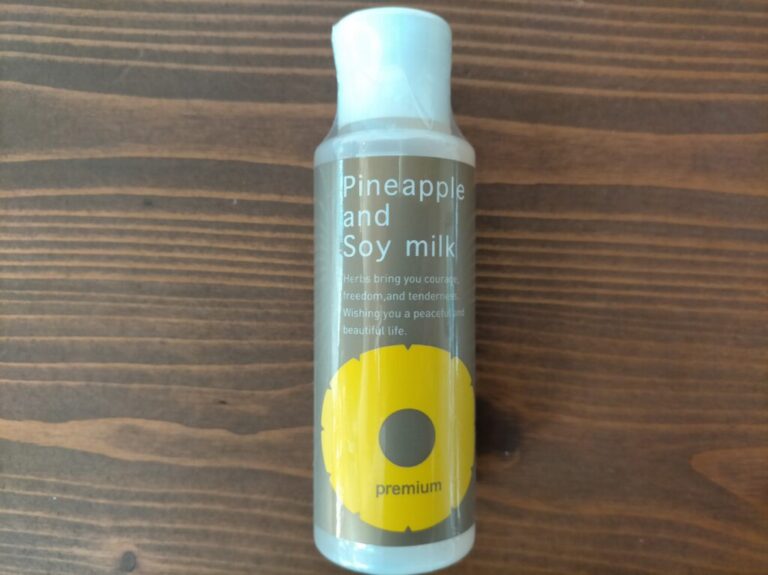 Pineapple
and
Soy milk
Herbs bring you courage,
freedom,and tenderness.
Wishing you a peaceful and
beautiful life.
premium